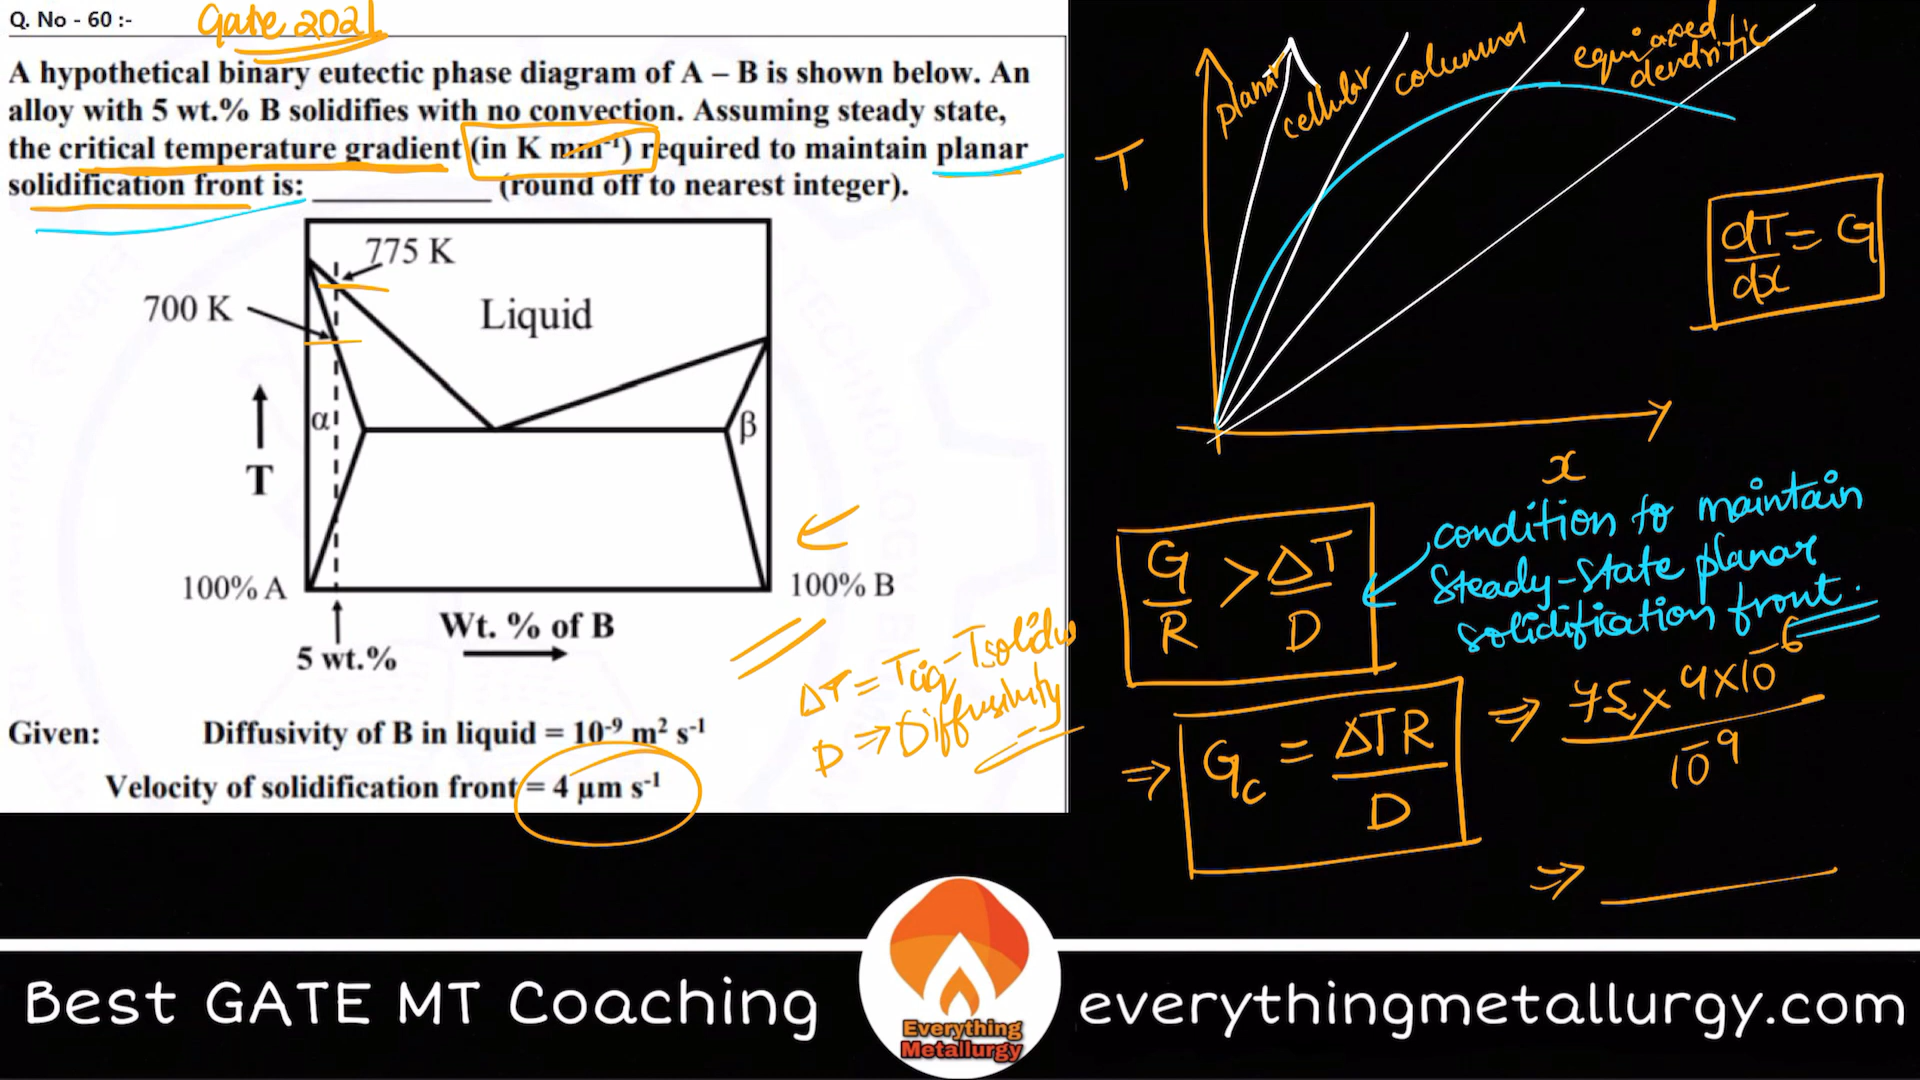 Q. No - 60 :-
Gate 2021
A hypothetical binary eutectic phase diagram of A – B is shown below. An
alloy with 5 wt.% B solidifies with no convection. Assuming steady state,
the critical temperature gradient (in K mm⁻¹) required to maintain planar
solidification front is: __________ (round off to nearest integer).
775 K
700 K
Liquid
T
α
β
100% A
100% B
Wt. % of B
5 wt.%
Given: Diffusivity of B in liquid = 10⁻⁹ m² s⁻¹
Velocity of solidification front = 4 µm s⁻¹
ΔT = Tliq - Tsolidus
D ⇒ Diffusivity
planar
cellular
columnar
equiaxed
dendritic
T
x
dT/dx = G
G/R > ΔT/D
condition to maintain
steady-state planar
solidification front.
⇒ Gc = ΔTR/D
⇒ 75 × 4×10⁻⁶ / 10⁻⁹
⇒ ______
Best GATE MT Coaching
Everything
Metallurgy
everythingmetallurgy.com